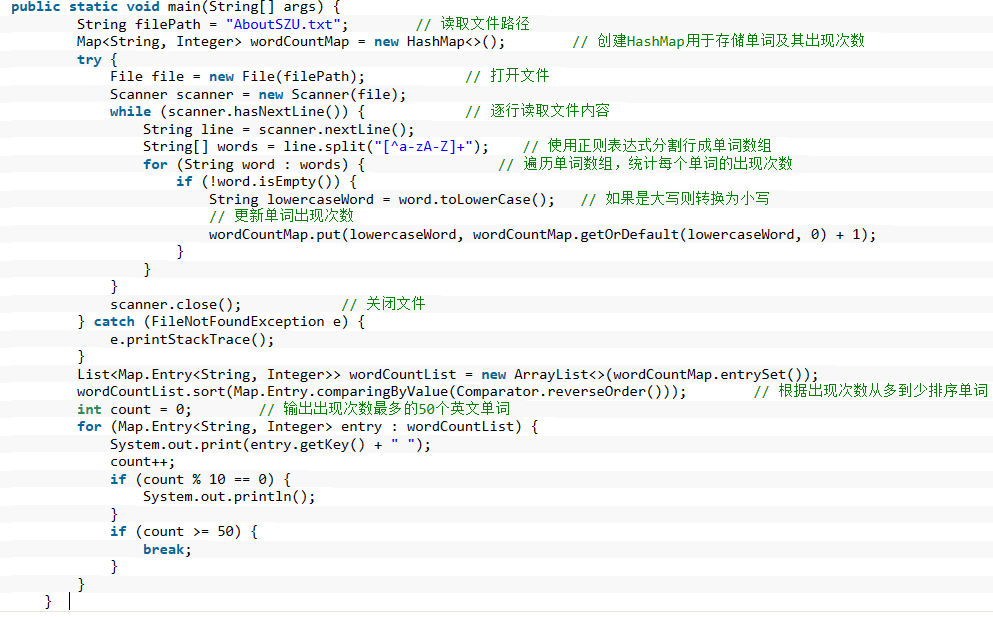 public static void main(String[] args) {
String filePath = "AboutSZU.txt"; // 读取文件路径
Map<String, Integer> wordCountMap = new HashMap<>(); // 创建HashMap用于存储单词及其出现次数
try {
File file = new File(filePath); // 打开文件
Scanner scanner = new Scanner(file);
while (scanner.hasNextLine()) { // 逐行读取文件内容
String line = scanner.nextLine();
String[] words = line.split("[^a-zA-Z]+"); // 使用正则表达式分割行成单词数组
for (String word : words) { // 遍历单词数组，统计每个单词的出现次数
if (!word.isEmpty()) {
String lowercaseWord = word.toLowerCase(); // 如果是大写则转换为小写
// 更新单词出现次数
wordCountMap.put(lowercaseWord, wordCountMap.getOrDefault(lowercaseWord, 0) + 1);
}
}
}
scanner.close(); // 关闭文件
} catch (FileNotFoundException e) {
e.printStackTrace();
}
List<Map.Entry<String, Integer>> wordCountList = new ArrayList<>(wordCountMap.entrySet());
wordCountList.sort(Map.Entry.comparingByValue(Comparator.reverseOrder())); // 根据出现次数从多到少排序单词
int count = 0; // 输出出现次数最多的50个英文单词
for (Map.Entry<String, Integer> entry : wordCountList) {
System.out.print(entry.getKey() + " ");
count++;
if (count % 10 == 0) {
System.out.println();
}
if (count >= 50) {
break;
}
}
}